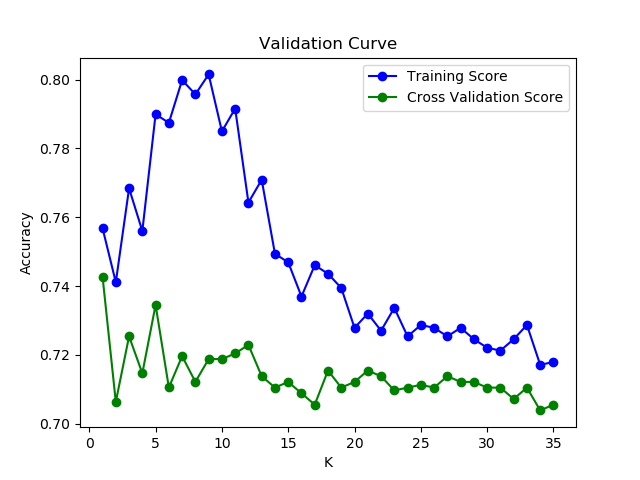 Validation Curve
Training Score
Cross Validation Score
0.80
0.78
0.76
0.74
0.72
0.70
Accuracy
0 5 10 15 20 25 30 35
K